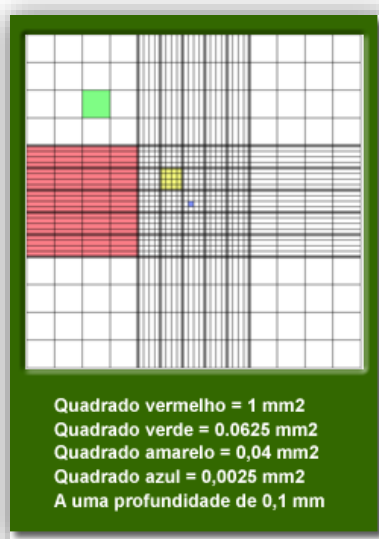 Quadrado vermelho = 1 mm2
Quadrado verde = 0.0625 mm2
Quadrado amarelo = 0,04 mm2
Quadrado azul = 0,0025 mm2
A uma profundidade de 0,1 mm